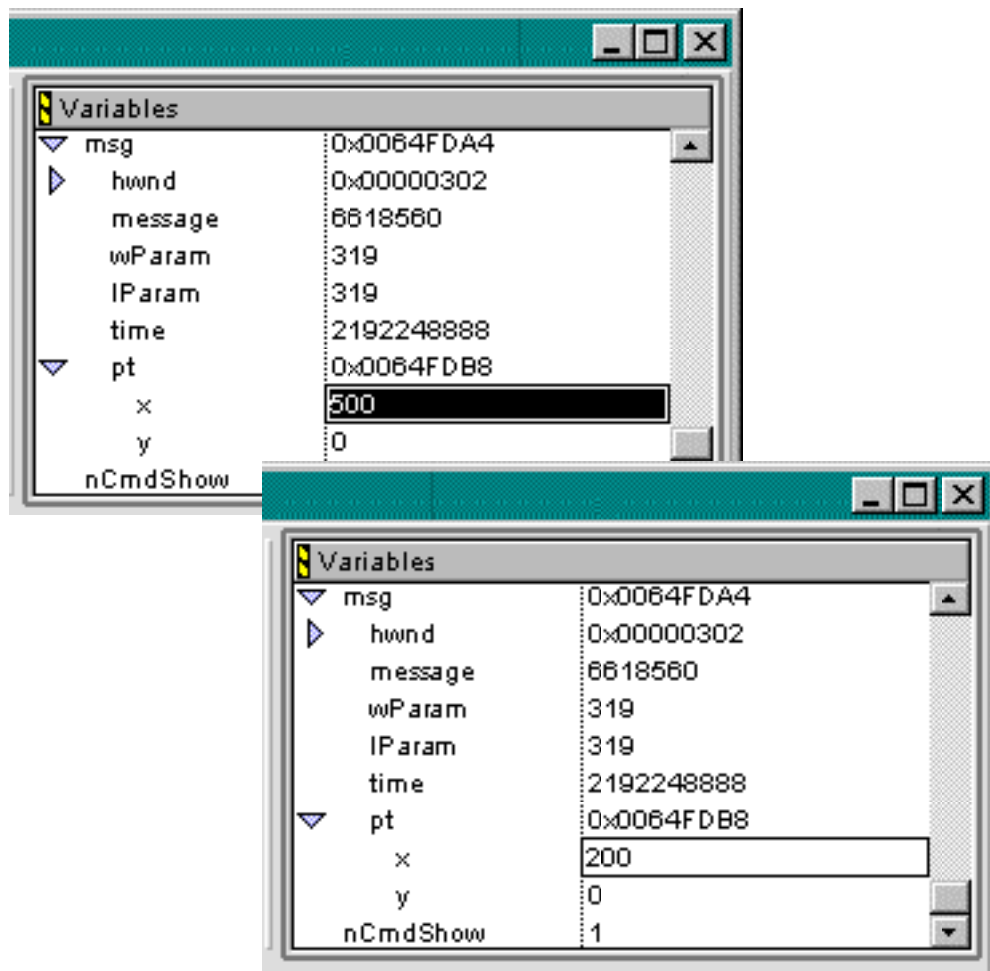 Variables
msg 0x0064FDA4
hwnd 0x00000302
message 6618560
wParam 319
lParam 319
time 2192248888
pt 0x0064FDB8
x 500
y 0
nCmdShow
Variables
msg 0x0064FDA4
hwnd 0x00000302
message 6618560
wParam 319
lParam 319
time 2192248888
pt 0x0064FDB8
x 200
y 0
nCmdShow 1